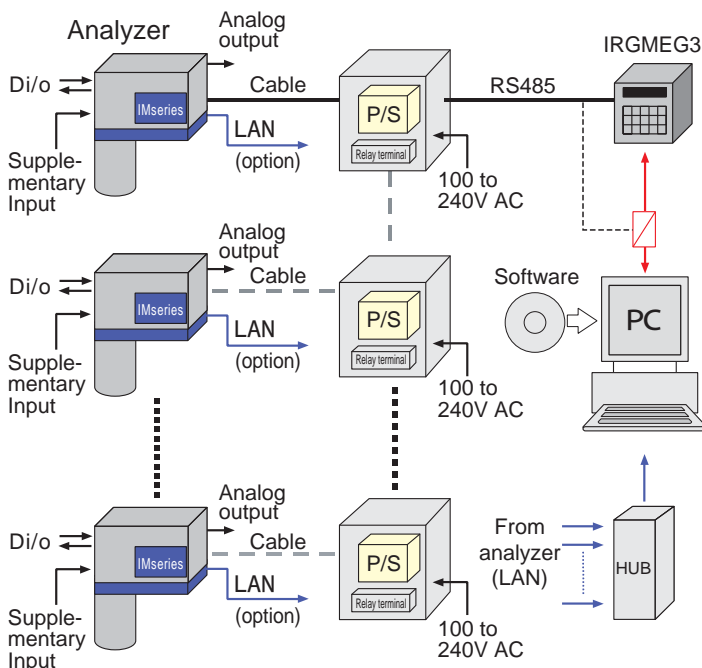 Analyzer
Analog
output
IRGMEG3
Di/o
IMseries
Cable
P/S
RS485
LAN
(option)
Relay terminal
Supple-
mentary
Input
100 to
240V AC
Analog
output
Di/o
IMseries
Cable
P/S
LAN
(option)
Relay terminal
Supple-
mentary
Input
100 to
240V AC
Software
PC
Analog
output
Di/o
IMseries
Cable
P/S
LAN
(option)
Relay terminal
Supple-
mentary
Input
100 to
240V AC
From
analyzer
(LAN)
HUB